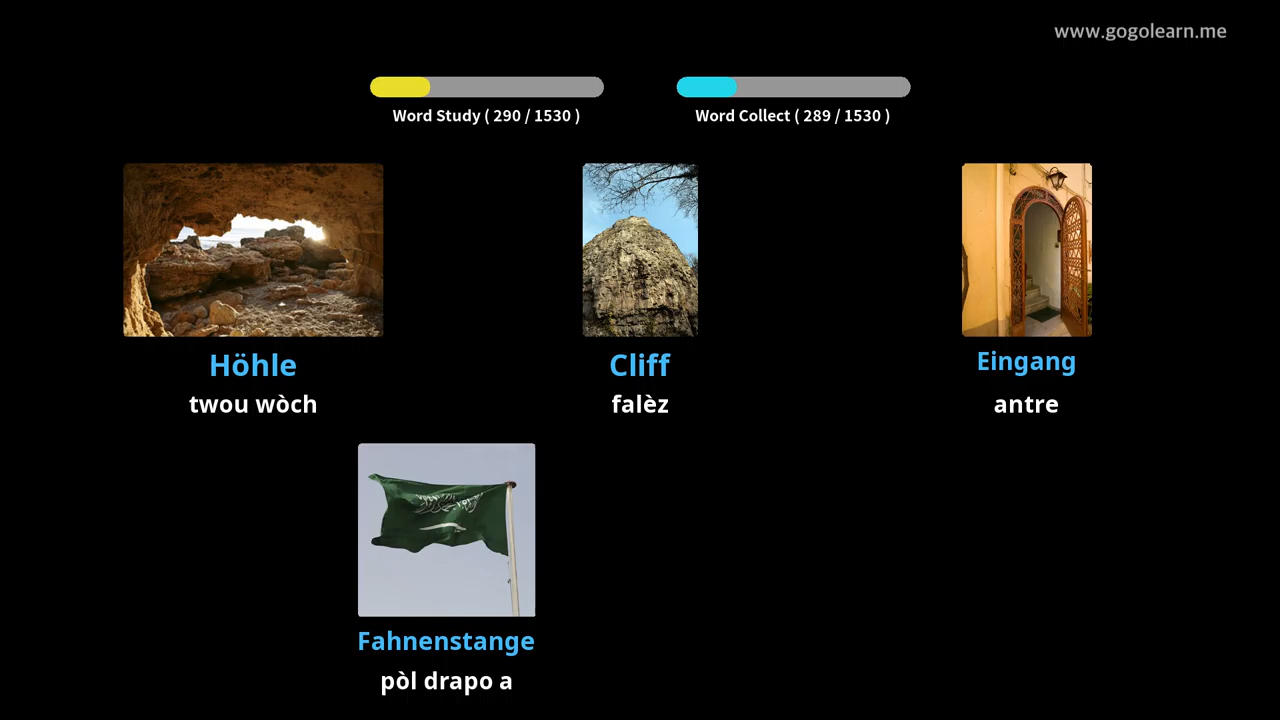 www.gogolearn.me
Word Study ( 290 / 1530 )
Word Collect ( 289 / 1530 )
Höhle
twou wòch
Cliff
falèz
Eingang
antre
Fahnenstange
pòl drapo a